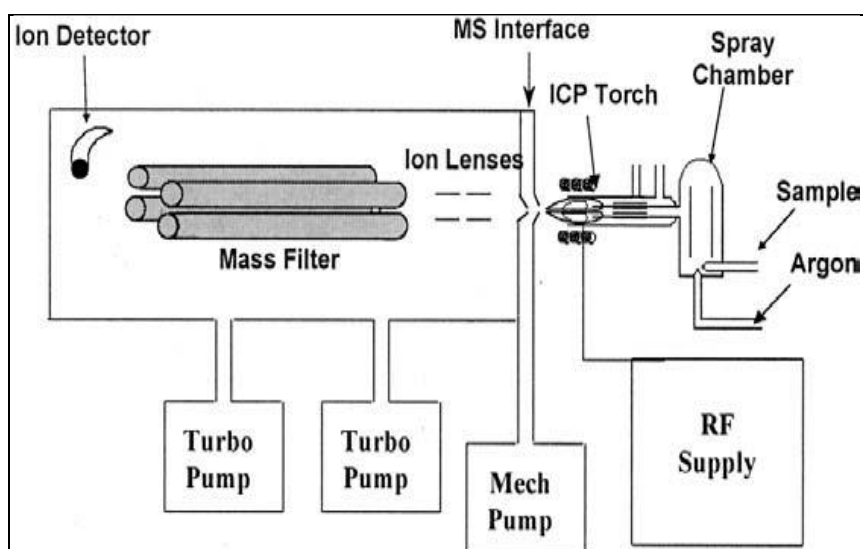 Ion Detector
MS Interface
Spray
Chamber
ICP Torch
Ion Lenses
Sample
Mass Filter
Argon
Turbo
Pump
Turbo
Pump
Mech
Pump
RF
Supply